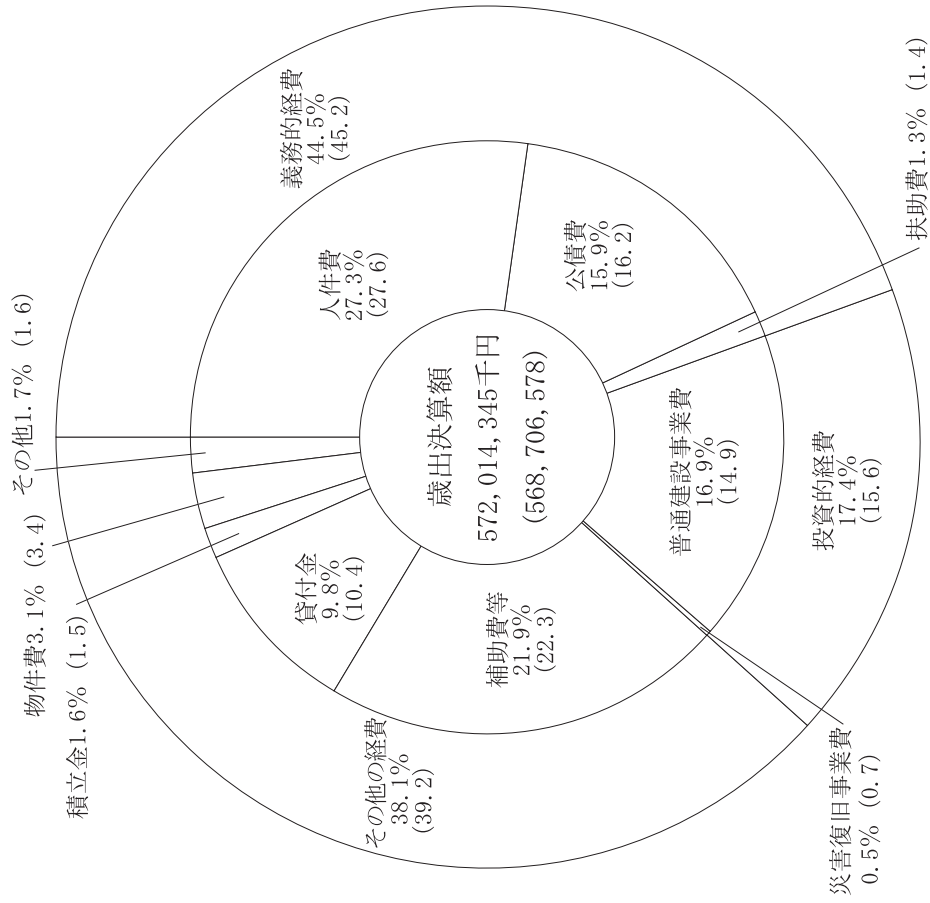 歳出決算額
572,014,345千円
(568,706,578)
義務的経費
44.5%
(45.2)
人件費
27.3%
(27.6)
公債費
15.9%
(16.2)
扶助費1.3% (1.4)
投資的経費
17.4%
(15.6)
普通建設事業費
16.9%
(14.9)
災害復旧事業費
0.5% (0.7)
その他の経費
38.1%
(39.2)
補助費等
21.9%
(22.3)
貸付金
9.8%
(10.4)
積立金1.6% (1.5)
物件費3.1% (3.4)
その他1.7% (1.6)